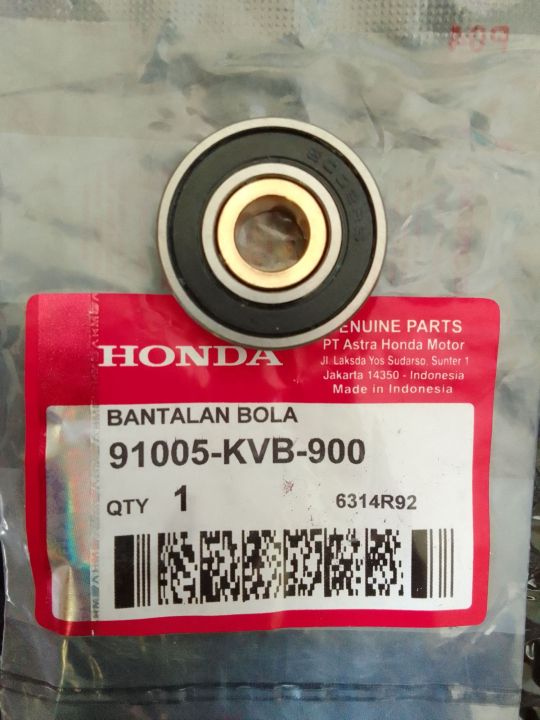 HONDA
GENUINE PARTS
PT Astra Honda Motor
Jl. Laksda Yos Sudarso, Sunter 1
Jakarta 14350 - Indonesia
Made in Indonesia
BANTALAN BOLA
91005-KVB-900
QTY 1
6314R92